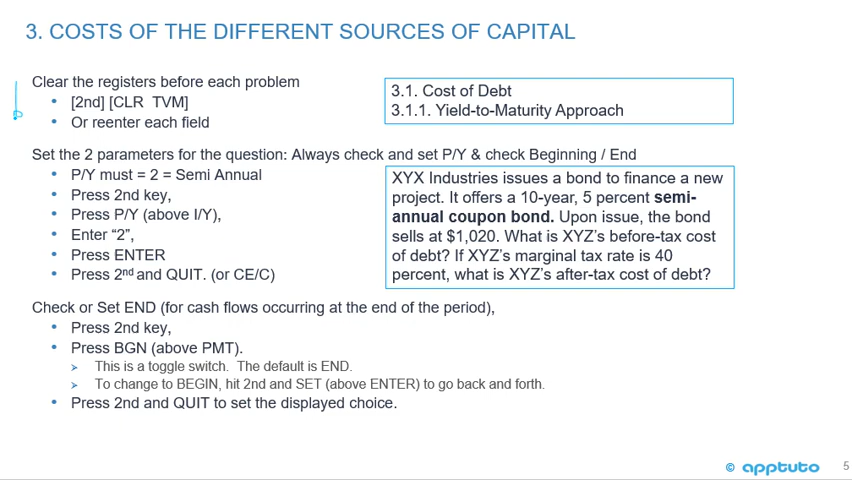 3. COSTS OF THE DIFFERENT SOURCES OF CAPITAL
Clear the registers before each problem
• [2nd] [CLR TVM]
• Or reenter each field
3.1. Cost of Debt
3.1.1. Yield-to-Maturity Approach
Set the 2 parameters for the question: Always check and set P/Y & check Beginning / End
• P/Y must = 2 = Semi Annual
• Press 2nd key,
• Press P/Y (above I/Y),
• Enter “2”,
• Press ENTER
• Press 2nd and QUIT. (or CE/C)
XYX Industries issues a bond to finance a new
project. It offers a 10-year, 5 percent semi-
annual coupon bond. Upon issue, the bond
sells at $1,020. What is XYZ’s before-tax cost
of debt? If XYZ’s marginal tax rate is 40
percent, what is XYZ’s after-tax cost of debt?
Check or Set END (for cash flows occurring at the end of the period),
• Press 2nd key,
• Press BGN (above PMT).
➢ This is a toggle switch. The default is END.
➢ To change to BEGIN, hit 2nd and SET (above ENTER) to go back and forth.
• Press 2nd and QUIT to set the displayed choice.
© apptuto
5